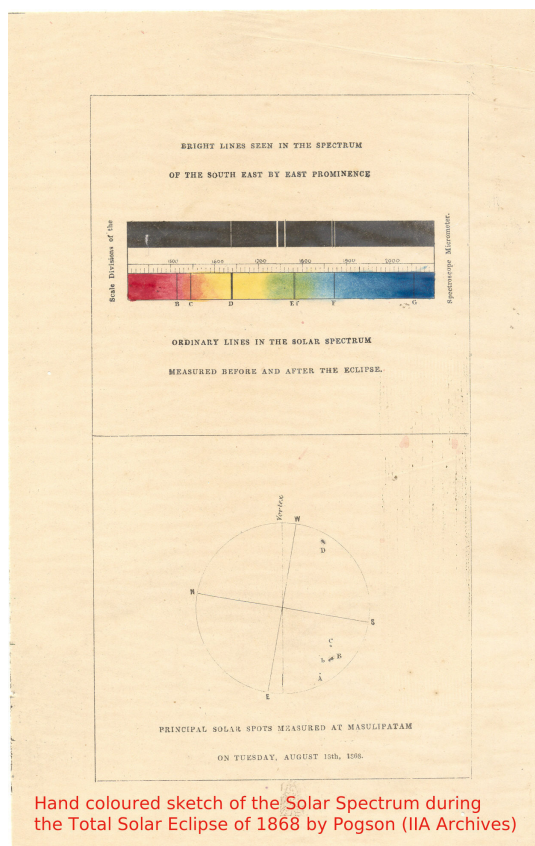 BRIGHT LINES SEEN IN THE SPECTRUM
OF THE SOUTH EAST BY EAST PROMINENCE
Scale Divisions of the
Spectroscope Micrometer.
B C D E F G
ORDINARY LINES IN THE SOLAR SPECTRUM
MEASURED BEFORE AND AFTER THE ECLIPSE.
Vertex
W
D
N
S
C
B
A
E
PRINCIPAL SOLAR SPOTS MEASURED AT MASULIPATAM
ON TUESDAY, AUGUST 18th, 1868.
Hand coloured sketch of the Solar Spectrum during
the Total Solar Eclipse of 1868 by Pogson (IIA Archives)